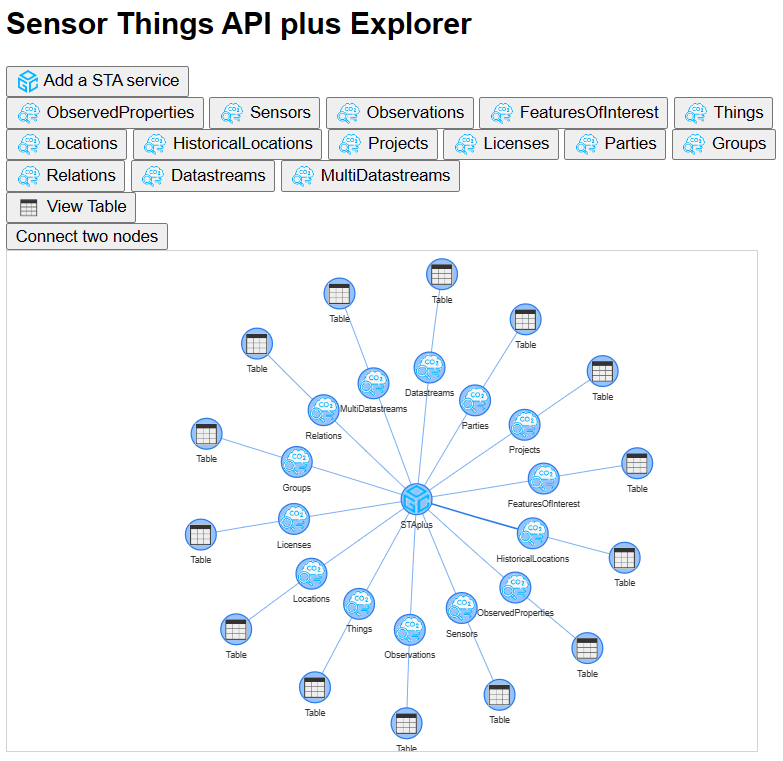 Sensor Things API plus Explorer
Add a STA service
ObservedProperties Sensors Observations FeaturesOfInterest Things
Locations HistoricalLocations Projects Licenses Parties Groups
Relations Datastreams MultiDatastreams
View Table
Connect two nodes
Table
Table
Table
Table
Table
Datastreams
MultiDatastreams
Parties
Relations
Projects
Table
Groups
Table
FeaturesOfInterest
STAplus
Licenses
Table
HistoricalLocations
Table
Locations
ObservedProperties
Things
Sensors
Table
Observations
Table
Table
Table
Table